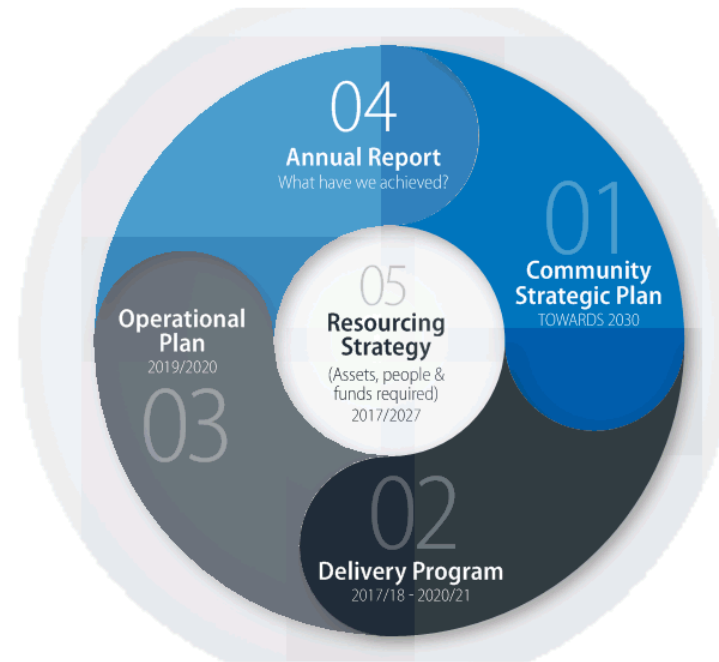 04
Annual Report
What have we achieved?
01
Community
Strategic Plan
TOWARDS 2030
05
Resourcing
Strategy
(Assets, people &
funds required)
2017/2027
Operational
Plan
2019/2020
03
02
Delivery Program
2017/18 - 2020/21